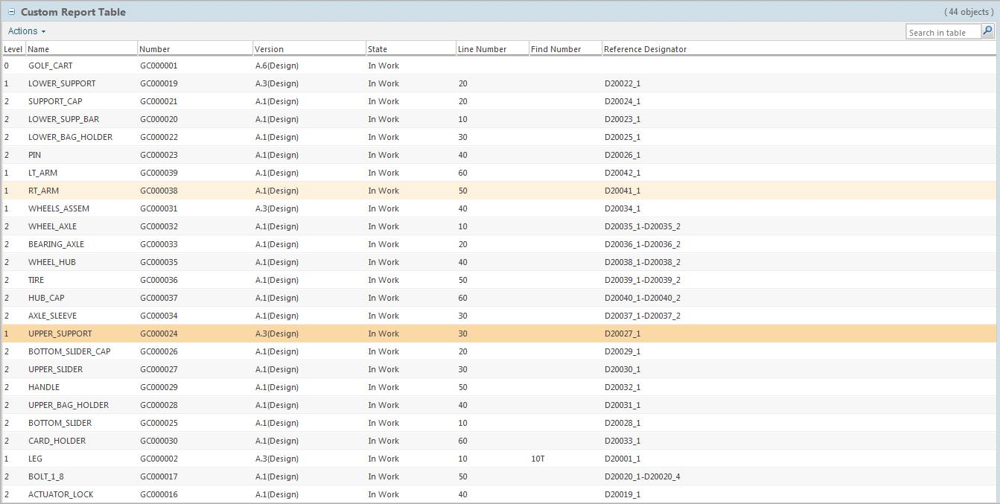 Custom Report Table ( 44 objects )
Actions Search in table
Level Name Number Version State Line Number Find Number Reference Designator
0 GOLF_CART GC000001 A.6(Design) In Work
1 LOWER_SUPPORT GC000019 A.3(Design) In Work 20 D20022_1
2 SUPPORT_CAP GC000021 A.1(Design) In Work 20 D20024_1
2 LOWER_SUPP_BAR GC000020 A.1(Design) In Work 10 D20023_1
2 LOWER_BAG_HOLDER GC000022 A.1(Design) In Work 30 D20025_1
2 PIN GC000023 A.1(Design) In Work 40 D20026_1
1 LT_ARM GC000039 A.1(Design) In Work 60 D20042_1
1 RT_ARM GC000038 A.1(Design) In Work 50 D20041_1
1 WHEELS_ASSEM GC000031 A.3(Design) In Work 40 D20034_1
2 WHEEL_AXLE GC000032 A.1(Design) In Work 10 D20035_1-D20035_2
2 BEARING_AXLE GC000033 A.1(Design) In Work 20 D20036_1-D20036_2
2 WHEEL_HUB GC000035 A.1(Design) In Work 40 D20038_1-D20038_2
2 TIRE GC000036 A.1(Design) In Work 50 D20039_1-D20039_2
2 HUB_CAP GC000037 A.1(Design) In Work 60 D20040_1-D20040_2
2 AXLE_SLEEVE GC000034 A.1(Design) In Work 30 D20037_1-D20037_2
1 UPPER_SUPPORT GC000024 A.3(Design) In Work 30 D20027_1
2 BOTTOM_SLIDER_CAP GC000026 A.1(Design) In Work 20 D20029_1
2 UPPER_SLIDER GC000027 A.1(Design) In Work 30 D20030_1
2 HANDLE GC000029 A.1(Design) In Work 50 D20032_1
2 UPPER_BAG_HOLDER GC000028 A.1(Design) In Work 40 D20031_1
2 BOTTOM_SLIDER GC000025 A.1(Design) In Work 10 D20028_1
2 CARD_HOLDER GC000030 A.1(Design) In Work 60 D20033_1
1 LEG GC000002 A.3(Design) In Work 10 10T D20001_1
2 BOLT_1_8 GC000017 A.1(Design) In Work 50 D20020_1-D20020_4
2 ACTUATOR_LOCK GC000016 A.1(Design) In Work 40 D20019_1